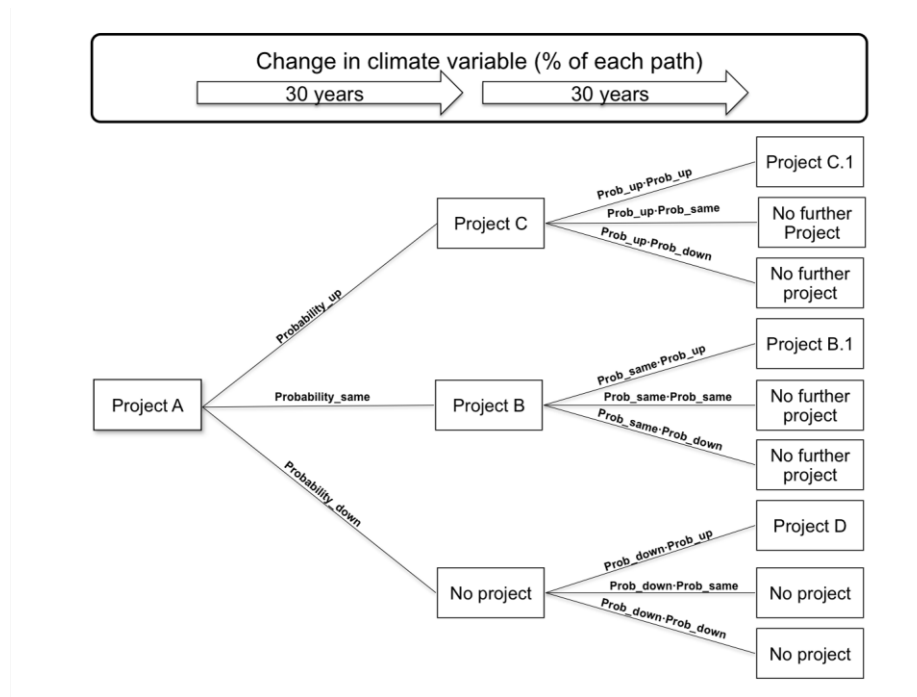 Change in climate variable (% of each path)
30 years
30 years
Project A
Probability_up
Probability_same
Probability_down
Project C
Prob_up·Prob_up
Prob_up·Prob_same
Prob_up·Prob_down
Project C.1
No further
Project
No further
project
Project B
Prob_same·Prob_up
Prob_same·Prob_same
Prob_same·Prob_down
Project B.1
No further
project
No further
project
No project
Prob_down·Prob_up
Prob_down·Prob_same
Prob_down·Prob_down
Project D
No project
No project